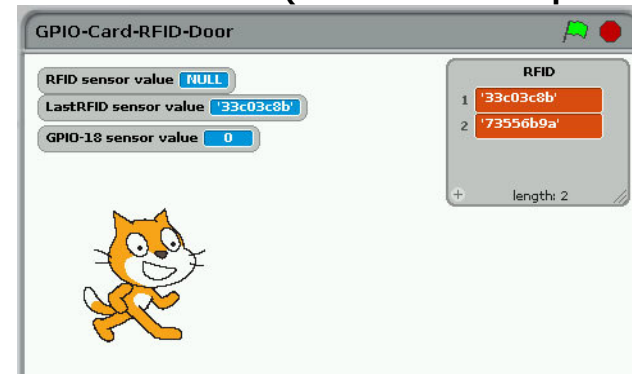 GPIO-Card-RFID-Door
RFID sensor value NULL
LastRFID sensor value '33c03c8b'
GPIO-18 sensor value 0
RFID
1 '33c03c8b'
2 '73556b9a'
+ length: 2